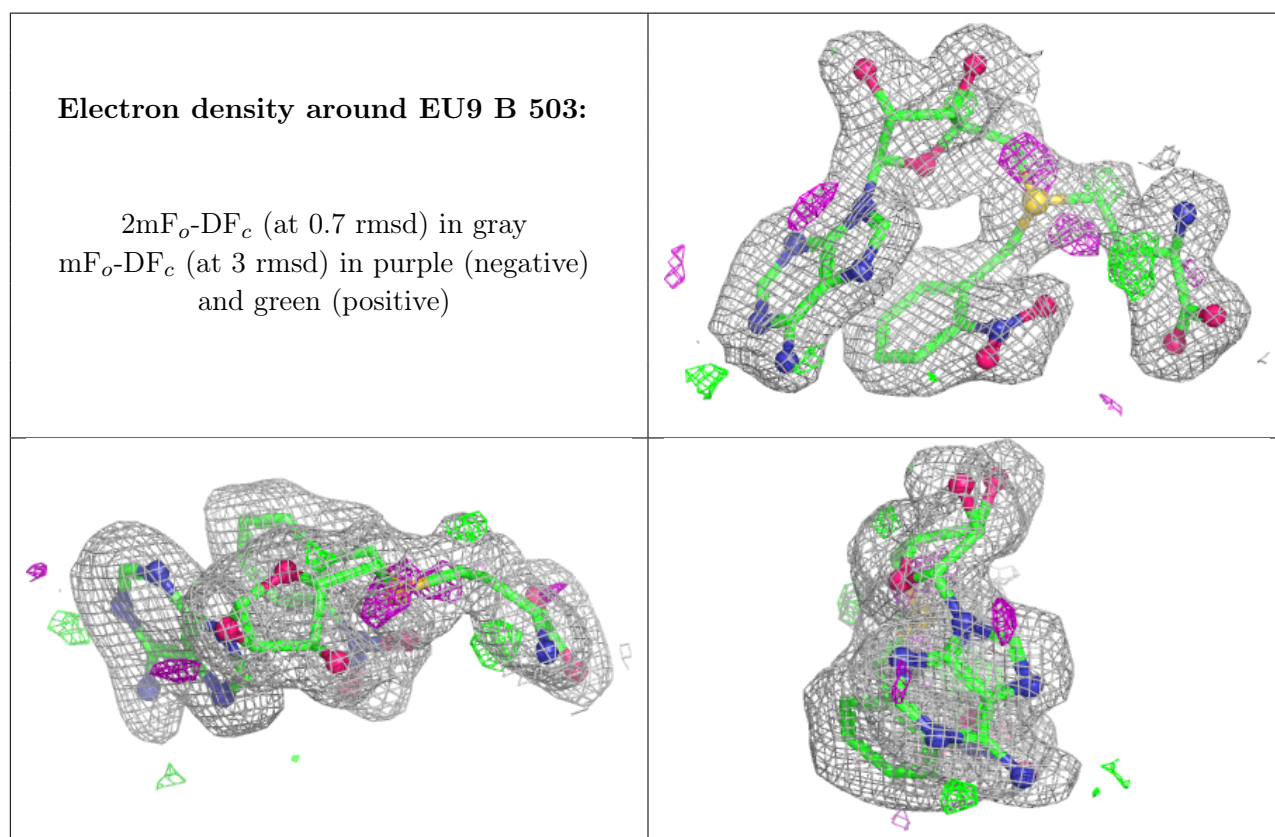 Electron density around EU9 B 503:
2mFo-DFc (at 0.7 rmsd) in gray
mFo-DFc (at 3 rmsd) in purple (negative)
and green (positive)